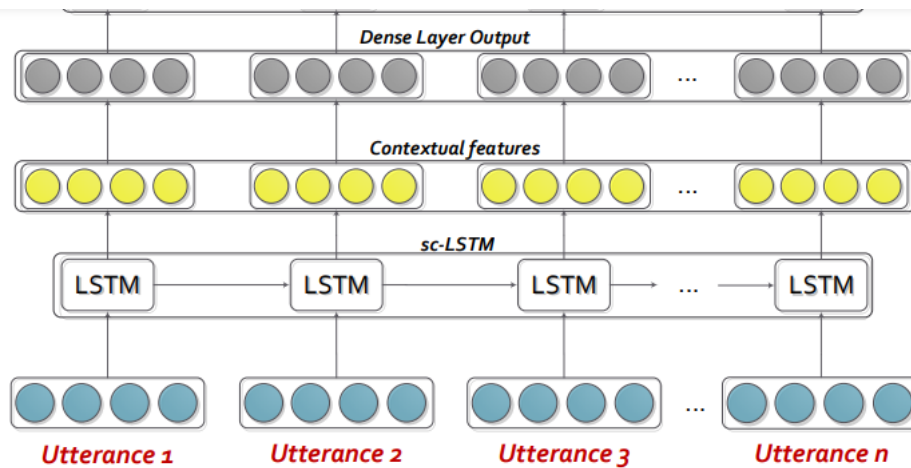 Dense Layer Output
...
Contextual features
...
sc-LSTM
LSTM LSTM LSTM ... LSTM
...
Utterance 1 Utterance 2 Utterance 3 Utterance n